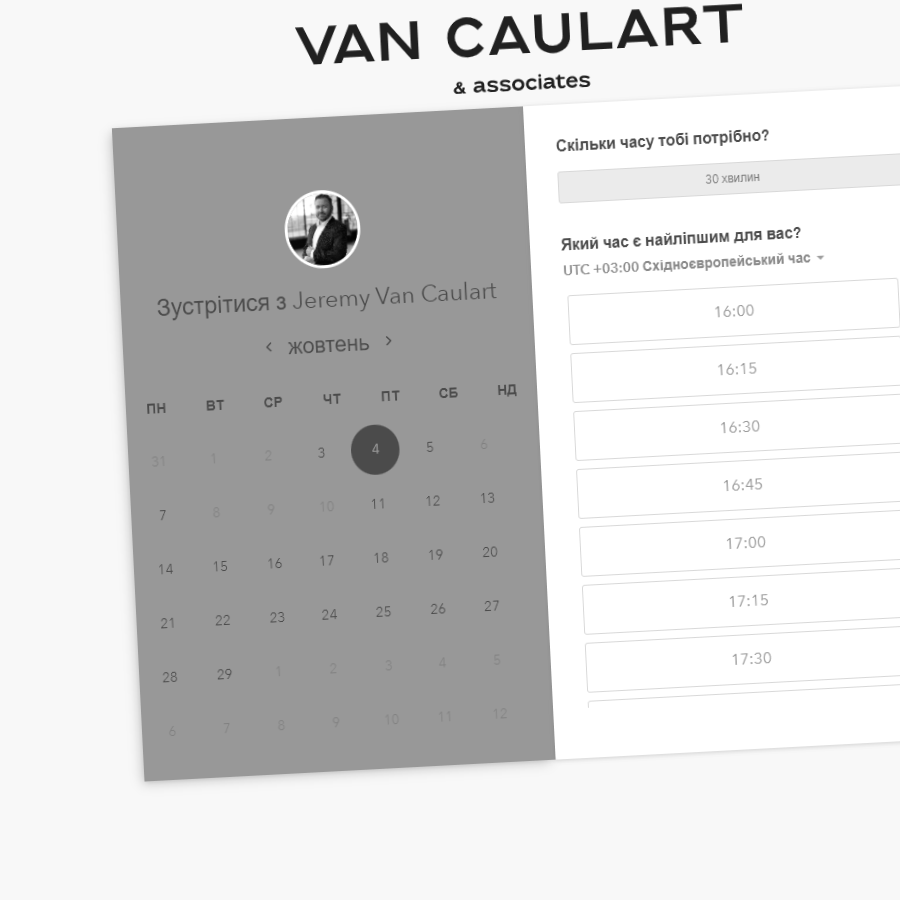 VAN CAULART
& associates
Зустрітися з Jeremy Van Caulart
‹ жовтень ›
ПН ВТ СР ЧТ ПТ СБ НД
31 1 2 3 4 5 6
7 8 9 10 11 12 13
14 15 16 17 18 19 20
21 22 23 24 25 26 27
28 29 1 2 3 4 5
6 7 8 9 10 11 12
Скільки часу тобі потрібно?
30 хвилин
Який час є найліпшим для вас?
UTC +03:00 Східноєвропейський час
16:00
16:15
16:30
16:45
17:00
17:15
17:30